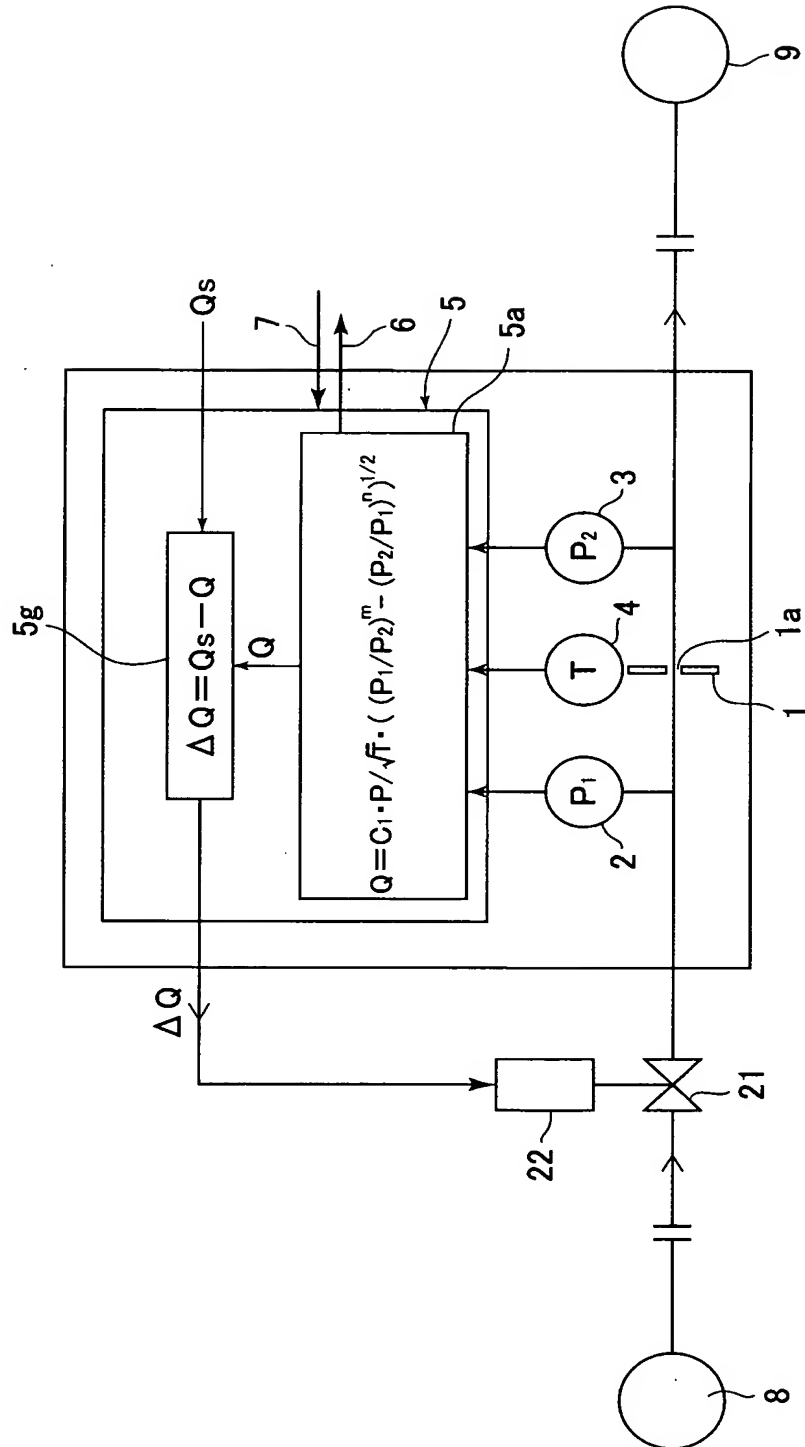 5g
Qs
ΔQ=Qs−Q
ΔQ
Q
7
6
5
5a
Q=C₁·P/√T·((P₁/P₂)ᵐ−(P₂/P₁)ⁿ)¹/²
P₁
T
P₂
2
4
3
22
21
1a
1
8
9